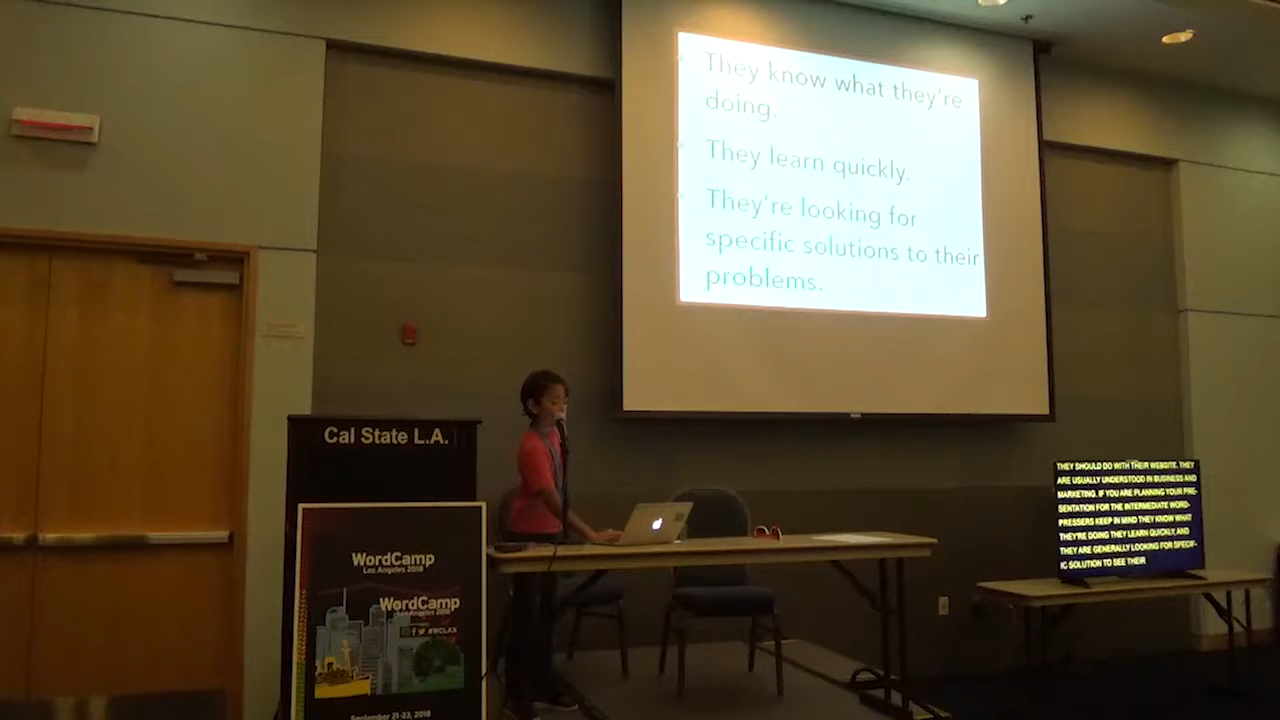 They know what they're
doing.
They learn quickly.
They're looking for
specific solutions to their
problems.
Cal State L.A.
WordCamp
Los Angeles 2018
WordCamp
Los Angeles 2018
#WCLAX
September 21-23, 2018
THEY SHOULD DO WITH THEIR WEBSITE. THEY
ARE USUALLY UNDERSTOOD IN BUSINESS AND
MARKETING. IF YOU ARE PLANNING YOUR PRE-
SENTATION FOR THE INTERMEDIATE WORD-
PRESSERS KEEP IN MIND THEY KNOW WHAT
THEY'RE DOING THEY LEARN QUICKLY, AND
THEY ARE GENERALLY LOOKING FOR SPECIF-
IC SOLUTION TO SEE THEIR